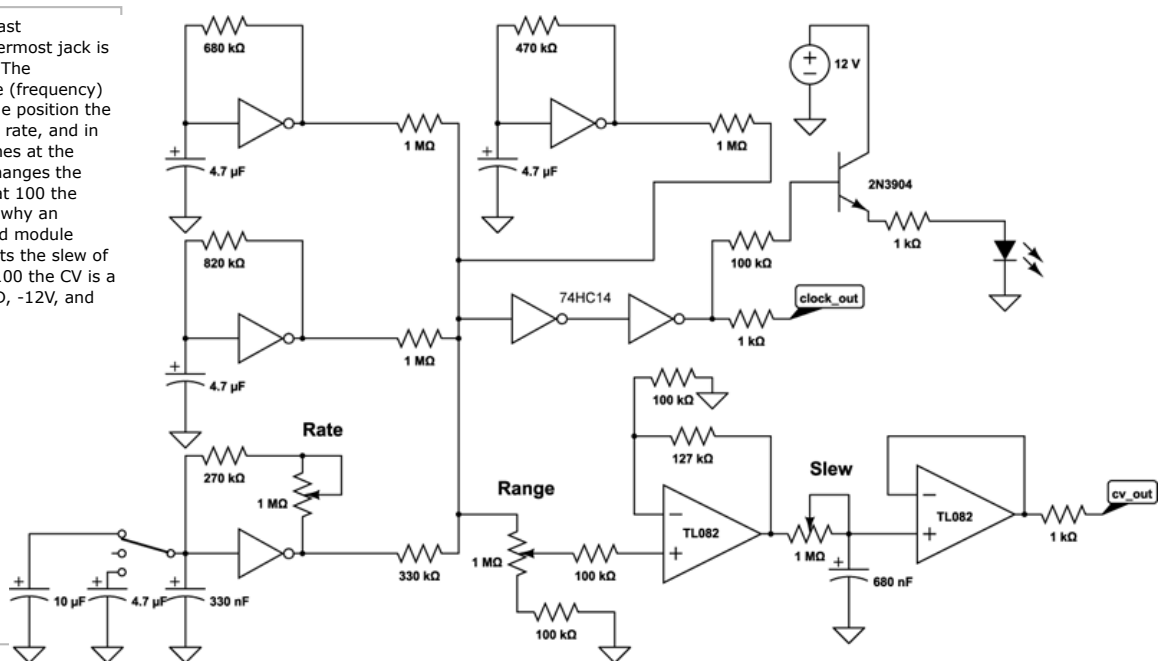 ast
ermost jack is
The
e (frequency)
e position the
rate, and in
nes at the
anges the
at 100 the
why an
d module
ts the slew of
100 the CV is a
D, -12V, and
680 kΩ
4.7 µF
1 MΩ
470 kΩ
4.7 µF
1 MΩ
12 V
2N3904
1 kΩ
100 kΩ
820 kΩ
4.7 µF
1 MΩ
74HC14
clock_out
1 kΩ
Rate
270 kΩ
1 MΩ
10 µF
4.7 µF
330 nF
330 kΩ
Range
1 MΩ
100 kΩ
100 kΩ
100 kΩ
127 kΩ
TL082
Slew
1 MΩ
680 nF
TL082
1 kΩ
cv_out